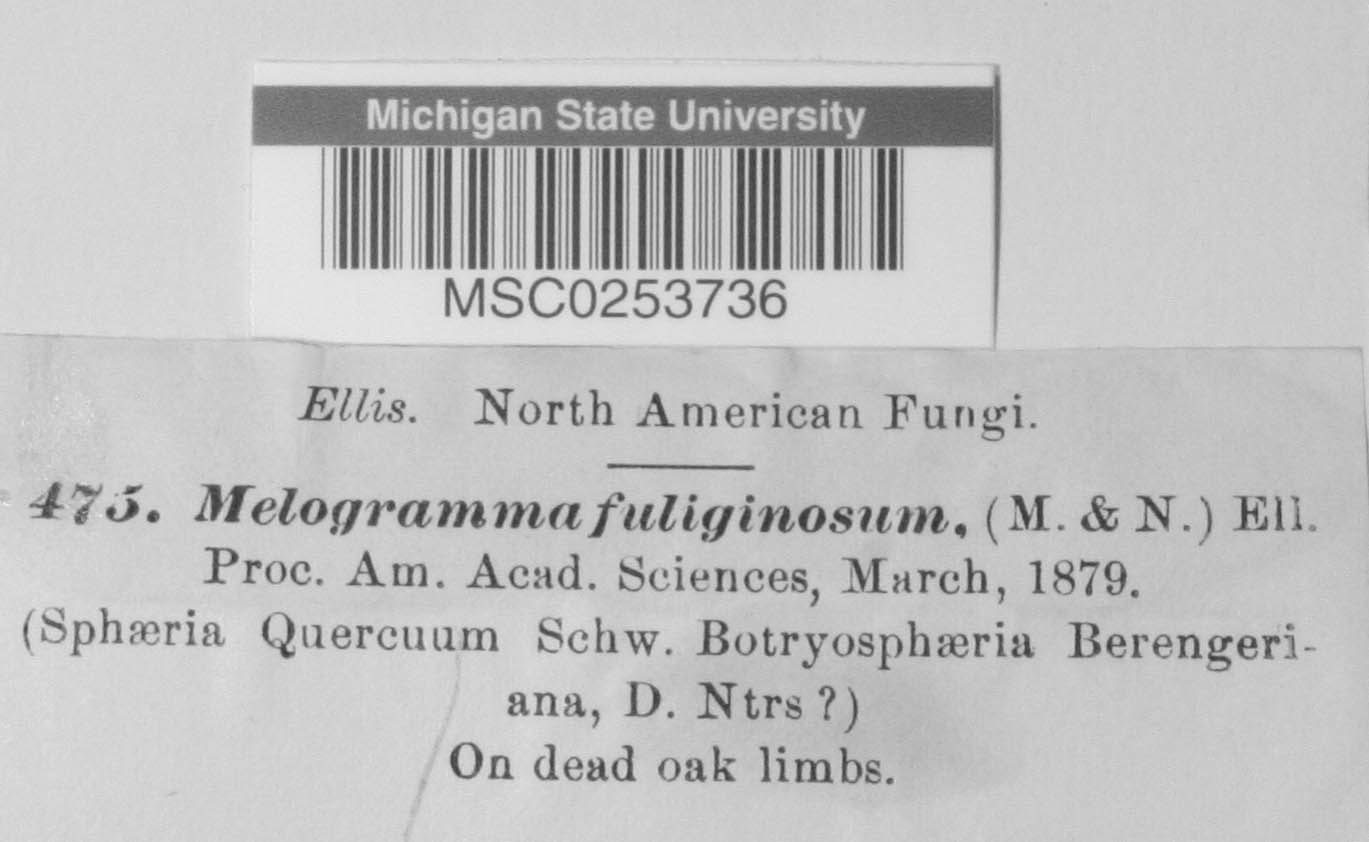 Michigan State University
MSC0253736
Ellis. North American Fungi.
475. Melogramma fuliginosum, (M. & N.) Ell.
Proc. Am. Acad. Sciences, March, 1879.
(Sphæria Quercuum Schw. Botryosphæria Berengeri-
ana, D. Ntrs ?)
On dead oak limbs.